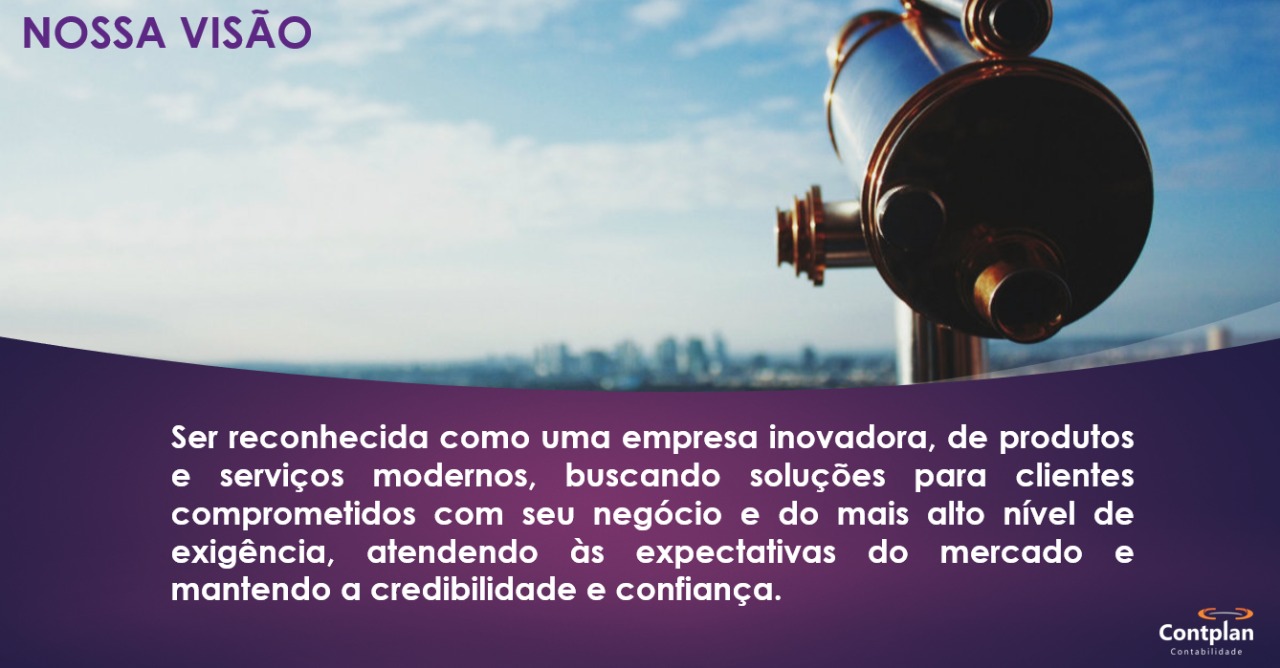 NOSSA VISÃO
Ser reconhecida como uma empresa inovadora, de produtos
e serviços modernos, buscando soluções para clientes
comprometidos com seu negócio e do mais alto nível de
exigência, atendendo às expectativas do mercado e
mantendo a credibilidade e confiança.
Contplan
Contabilidade